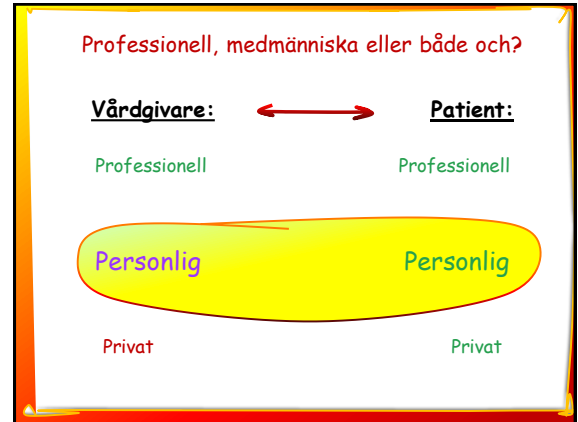 Professionell, medmänniska eller både och?
Vårdgivare: Patient:
Professionell Professionell
Personlig Personlig
Privat Privat